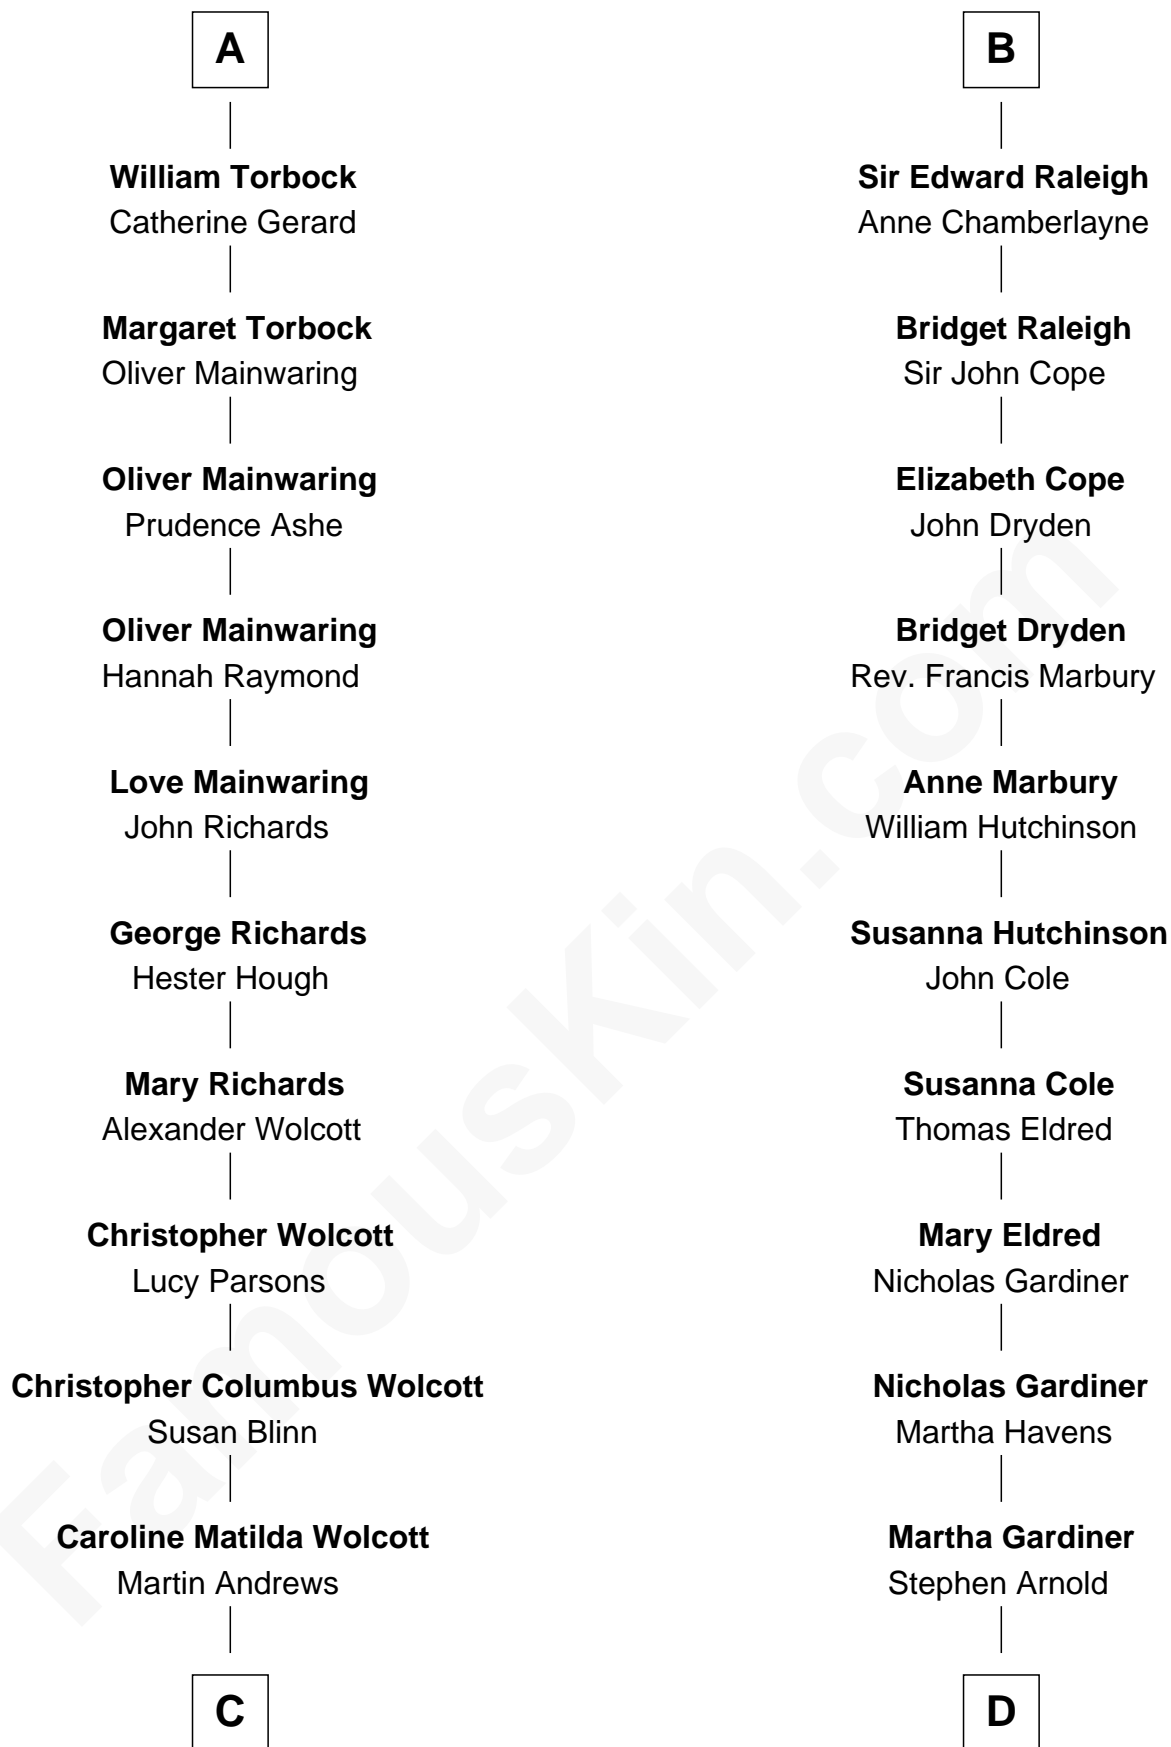 A
William Torbock
Catherine Gerard
Margaret Torbock
Oliver Mainwaring
Oliver Mainwaring
Prudence Ashe
Oliver Mainwaring
Hannah Raymond
Love Mainwaring
John Richards
George Richards
Hester Hough
Mary Richards
Alexander Wolcott
Christopher Wolcott
Lucy Parsons
Christopher Columbus Wolcott
Susan Blinn
Caroline Matilda Wolcott
Martin Andrews
C
B
Sir Edward Raleigh
Anne Chamberlayne
Bridget Raleigh
Sir John Cope
Elizabeth Cope
John Dryden
Bridget Dryden
Rev. Francis Marbury
Anne Marbury
William Hutchinson
Susanna Hutchinson
John Cole
Susanna Cole
Thomas Eldred
Mary Eldred
Nicholas Gardiner
Nicholas Gardiner
Martha Havens
Martha Gardiner
Stephen Arnold
D
FamousKin.com